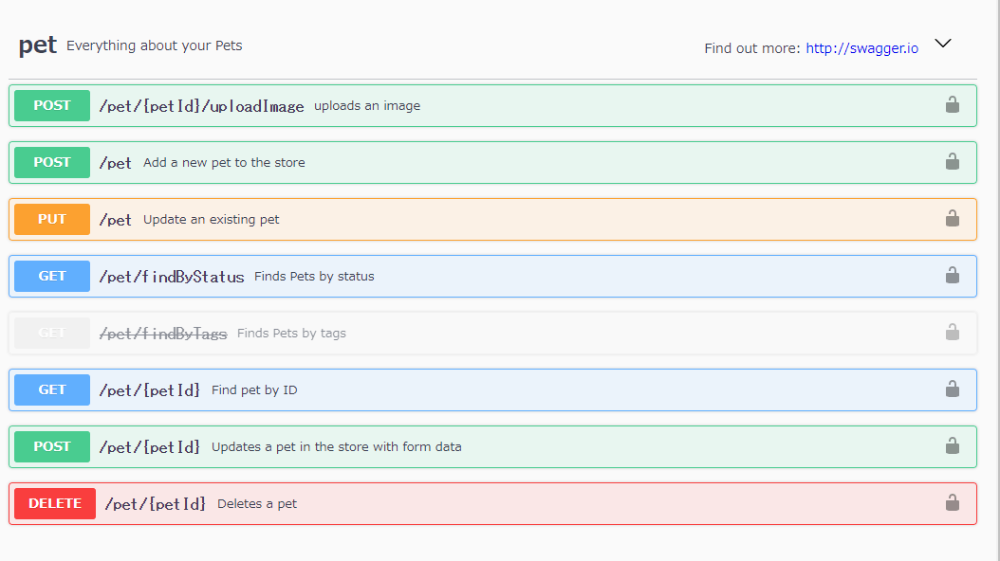 pet Everything about your Pets Find out more: http://swagger.io
POST /pet/{petId}/uploadImage uploads an image
POST /pet Add a new pet to the store
PUT /pet Update an existing pet
GET /pet/findByStatus Finds Pets by status
GET /pet/findByTags Finds Pets by tags
GET /pet/{petId} Find pet by ID
POST /pet/{petId} Updates a pet in the store with form data
DELETE /pet/{petId} Deletes a pet